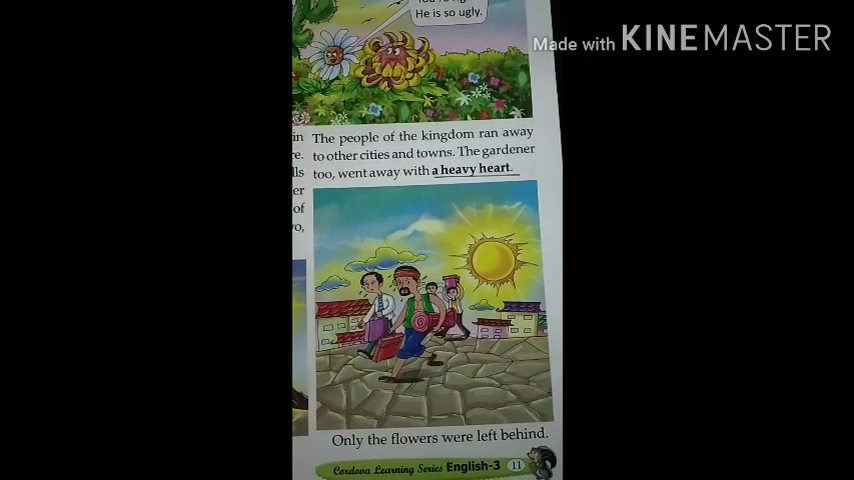 He is so ugly.
Made with KINEMASTER
in
The people of the kingdom ran away
re.
to other cities and towns. The gardener
lls
too, went away with a heavy heart.
er
of
vo,
Only the flowers were left behind.
Cordova Learning Series English-3 11